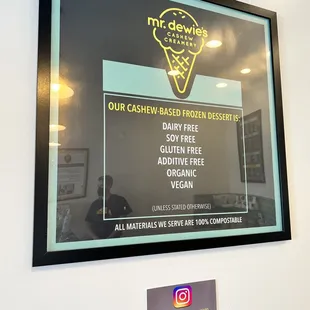 mr. dewie's
CASHEW
CREAMERY
OUR CASHEW-BASED FROZEN DESSERT IS:
DAIRY FREE
SOY FREE
GLUTEN FREE
ADDITIVE FREE
ORGANIC
VEGAN
(UNLESS STATED OTHERWISE)
ALL MATERIALS WE SERVE ARE 100% COMPOSTABLE